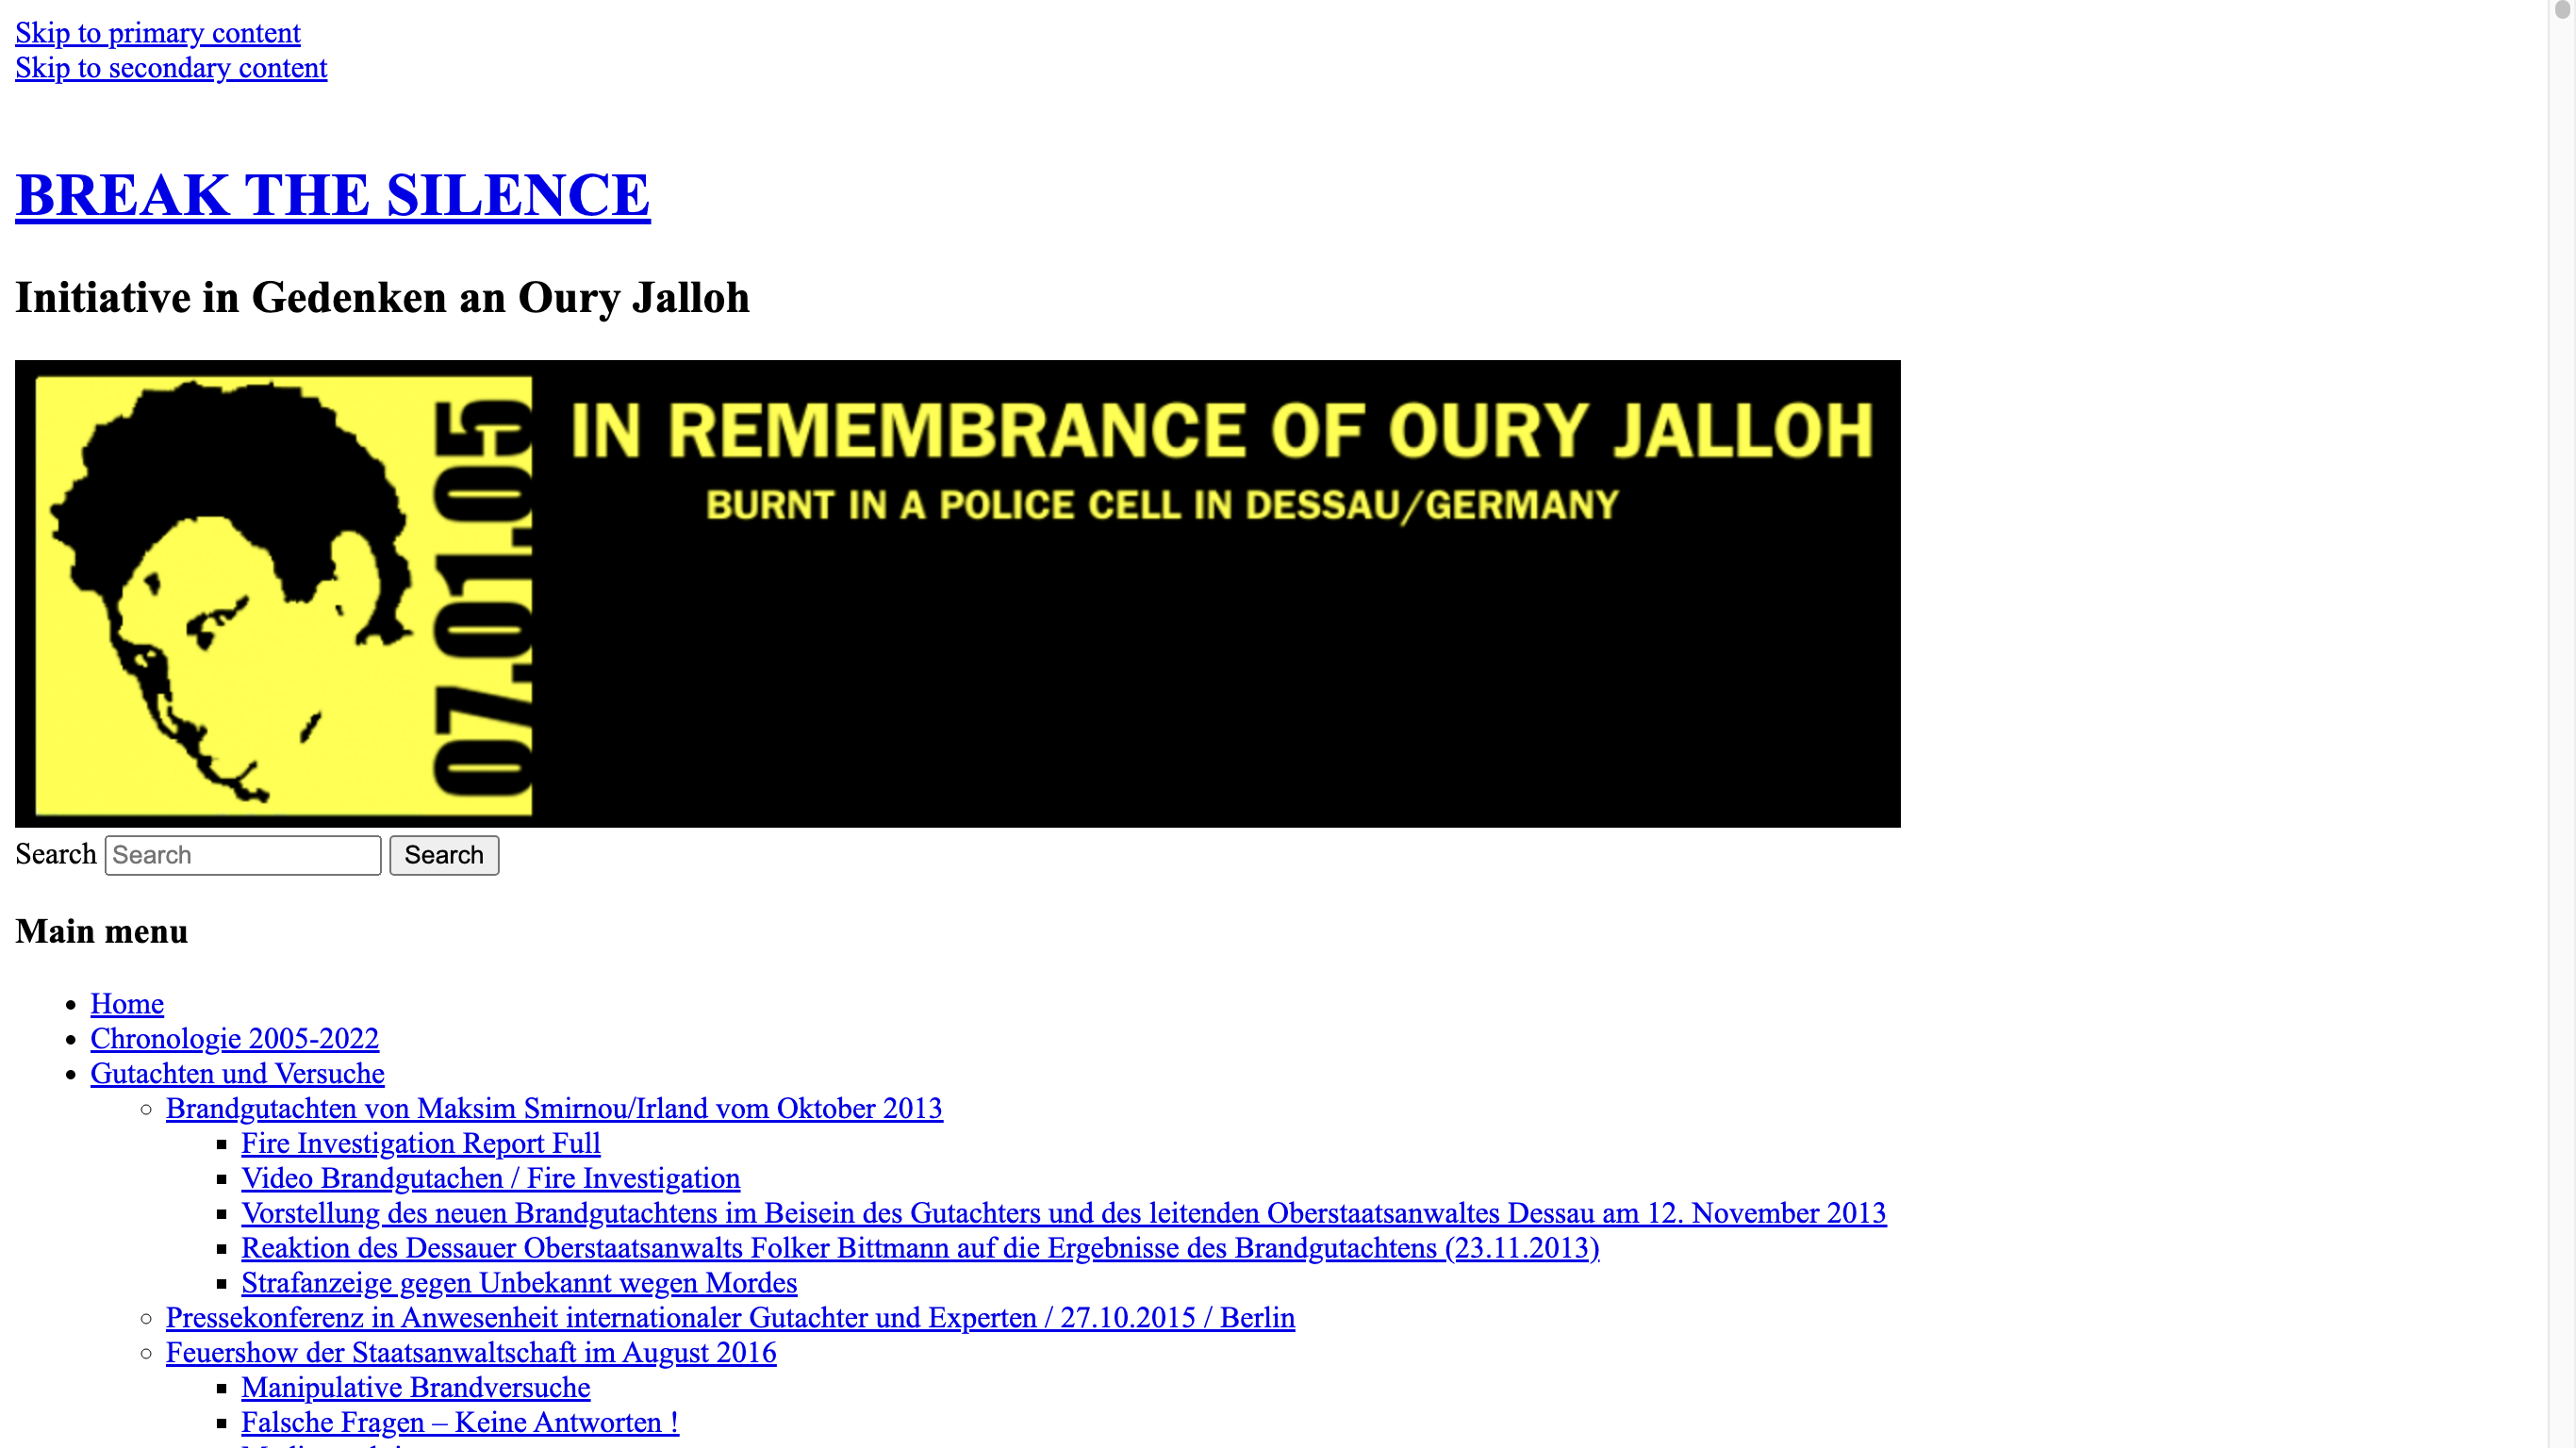 Skip to primary content
Skip to secondary content
BREAK THE SILENCE
Initiative in Gedenken an Oury Jalloh
07.01.05
IN REMEMBRANCE OF OURY JALLOH
BURNT IN A POLICE CELL IN DESSAU/GERMANY
Search Search Search
Main menu
Home
Chronologie 2005-2022
Gutachten und Versuche
Brandgutachten von Maksim Smirnou/Irland vom Oktober 2013
Fire Investigation Report Full
Video Brandgutachen / Fire Investigation
Vorstellung des neuen Brandgutachtens im Beisein des Gutachters und des leitenden Oberstaatsanwaltes Dessau am 12. November 2013
Reaktion des Dessauer Oberstaatsanwalts Folker Bittmann auf die Ergebnisse des Brandgutachtens (23.11.2013)
Strafanzeige gegen Unbekannt wegen Mordes
Pressekonferenz in Anwesenheit internationaler Gutachter und Experten / 27.10.2015 / Berlin
Feuershow der Staatsanwaltschaft im August 2016
Manipulative Brandversuche
Falsche Fragen – Keine Antworten !